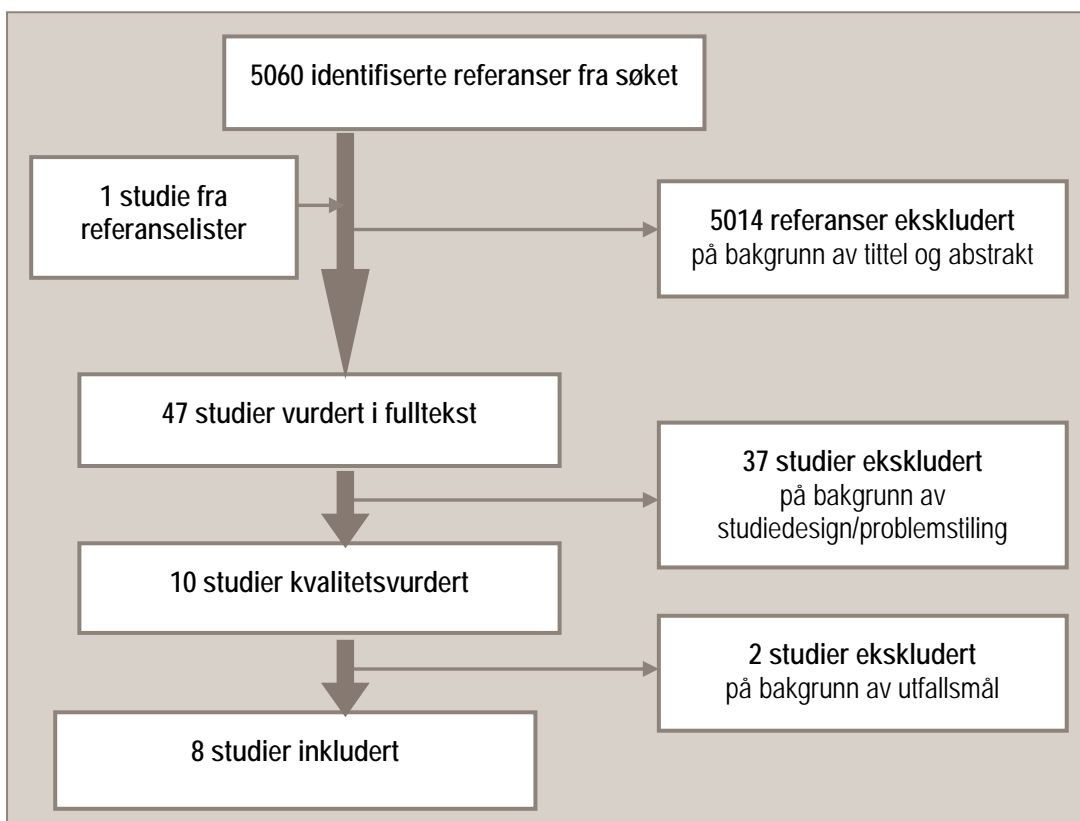 5060 identifiserte referanser fra søket
1 studie fra
referanselister
5014 referanser ekskludert
på bakgrunn av tittel og abstrakt
47 studier vurdert i fulltekst
37 studier ekskludert
på bakgrunn av
studiedesign/problemstiling
10 studier kvalitetsvurdert
2 studier ekskludert
på bakgrunn av utfallsmål
8 studier inkludert